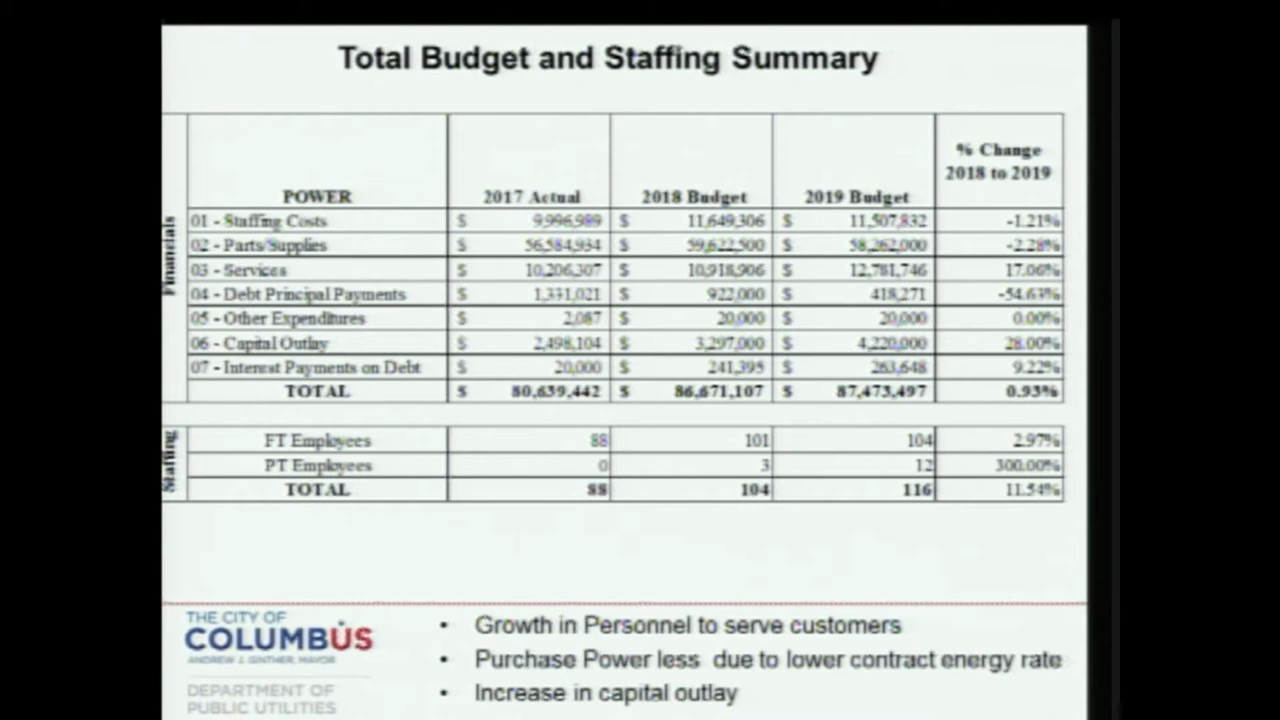 Total Budget and Staffing Summary
% Change
2018 to 2019
POWER 2017 Actual 2018 Budget 2019 Budget
Financials
01 - Staffing Costs $ 9,996,989 $ 11,649,306 $ 11,507,832 -1.21%
02 - Parts/Supplies $ 56,584,934 $ 59,622,500 $ 58,262,000 -2.28%
03 - Services $ 10,206,307 $ 10,918,906 $ 12,781,746 17.06%
04 - Debt Principal Payments $ 1,331,021 $ 922,000 $ 418,271 -54.63%
05 - Other Expenditures $ 2,087 $ 20,000 $ 20,000 0.00%
06 - Capital Outlay $ 2,498,104 $ 3,297,000 $ 4,220,000 28.00%
07 - Interest Payments on Debt $ 20,000 $ 241,395 $ 263,648 9.22%
TOTAL $ 80,639,442 $ 86,671,107 $ 87,473,497 0.93%
Staffing
FT Employees 88 101 104 2.97%
PT Employees 0 3 12 300.00%
TOTAL 88 104 116 11.54%
THE CITY OF
COLUMBUS
ANDREW J. GINTHER, MAYOR
DEPARTMENT OF
PUBLIC UTILITIES
• Growth in Personnel to serve customers
• Purchase Power less due to lower contract energy rate
• Increase in capital outlay